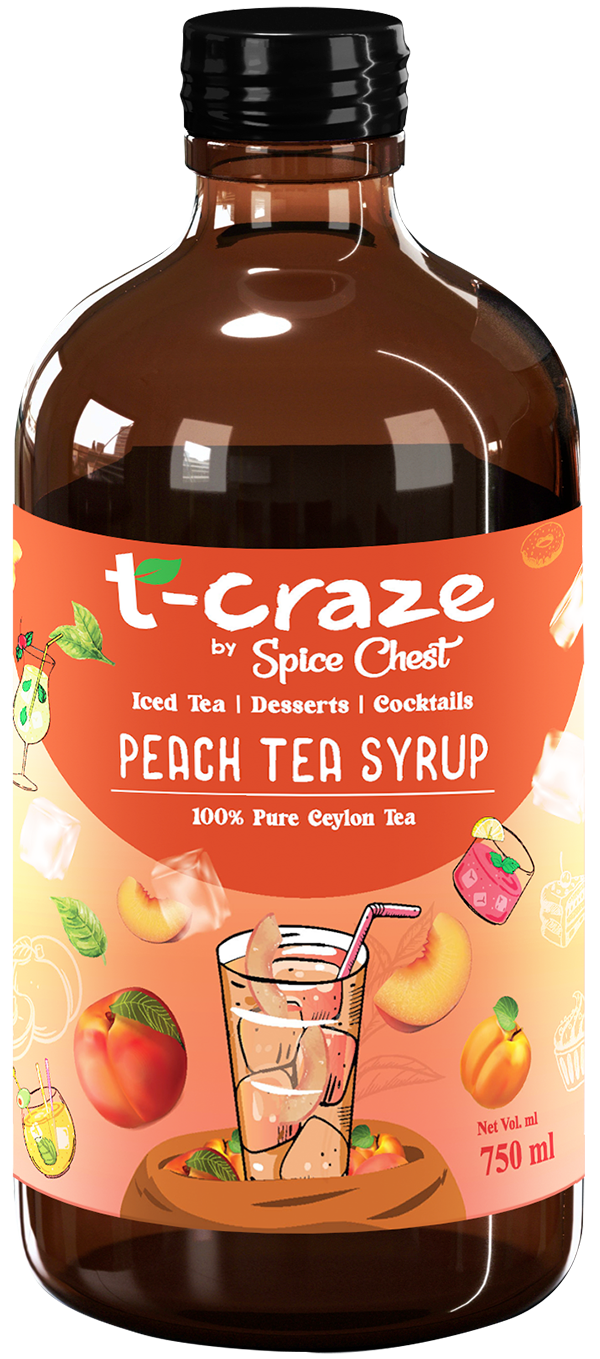 t-craze
by Spice Chest
Iced Tea | Desserts | Cocktails
PEACH TEA SYRUP
100% Pure Ceylon Tea
Net Vol. ml
750 ml